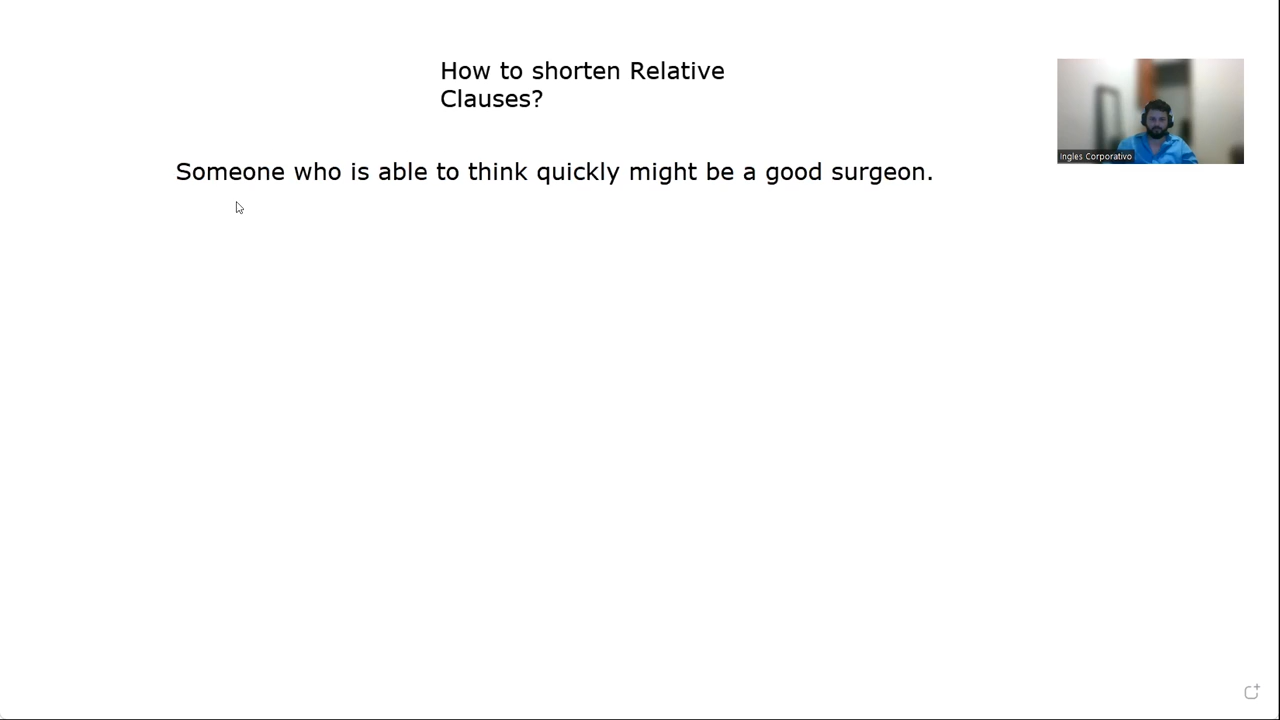 How to shorten Relative
Clauses?
Ingles Corporativo
Someone who is able to think quickly might be a good surgeon.